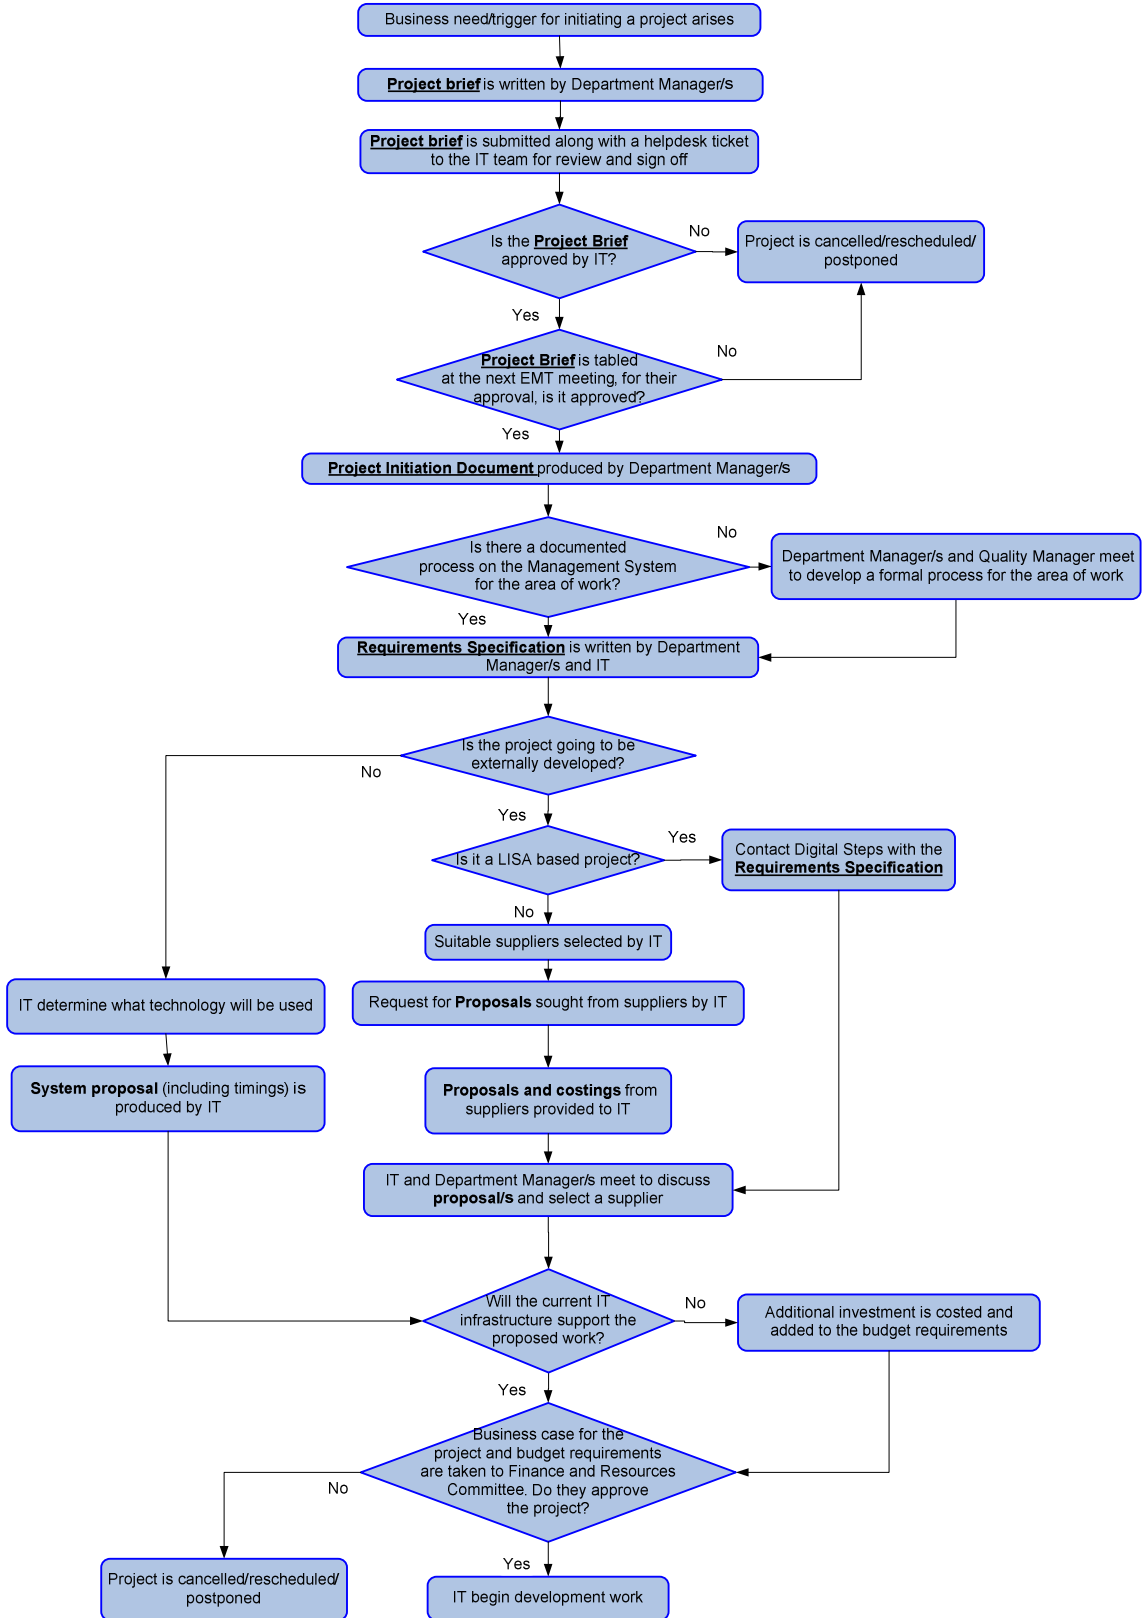 Business need/trigger for initiating a project arises
Project brief is written by Department Manager/s
Project brief is submitted along with a helpdesk ticket
to the IT team for review and sign off
Is the Project Brief
approved by IT?
No
Project is cancelled/rescheduled/
postponed
Yes
Project Brief is tabled
at the next EMT meeting, for their
approval, is it approved?
No
Yes
Project Initiation Document produced by Department Manager/s
Is there a documented
process on the Management System
for the area of work?
No
Department Manager/s and Quality Manager meet
to develop a formal process for the area of work
Yes
Requirements Specification is written by Department
Manager/s and IT
Is the project going to be
externally developed?
No
Yes
Is it a LISA based project?
Yes
Contact Digital Steps with the
Requirements Specification
No
Suitable suppliers selected by IT
IT determine what technology will be used
Request for Proposals sought from suppliers by IT
System proposal (including timings) is
produced by IT
Proposals and costings from
suppliers provided to IT
IT and Department Manager/s meet to discuss
proposal/s and select a supplier
Will the current IT
infrastructure support the
proposed work?
No
Additional investment is costed and
added to the budget requirements
Yes
Business case for the
project and budget requirements
are taken to Finance and Resources
Committee. Do they approve
the project?
No
Yes
Project is cancelled/rescheduled/
postponed
IT begin development work